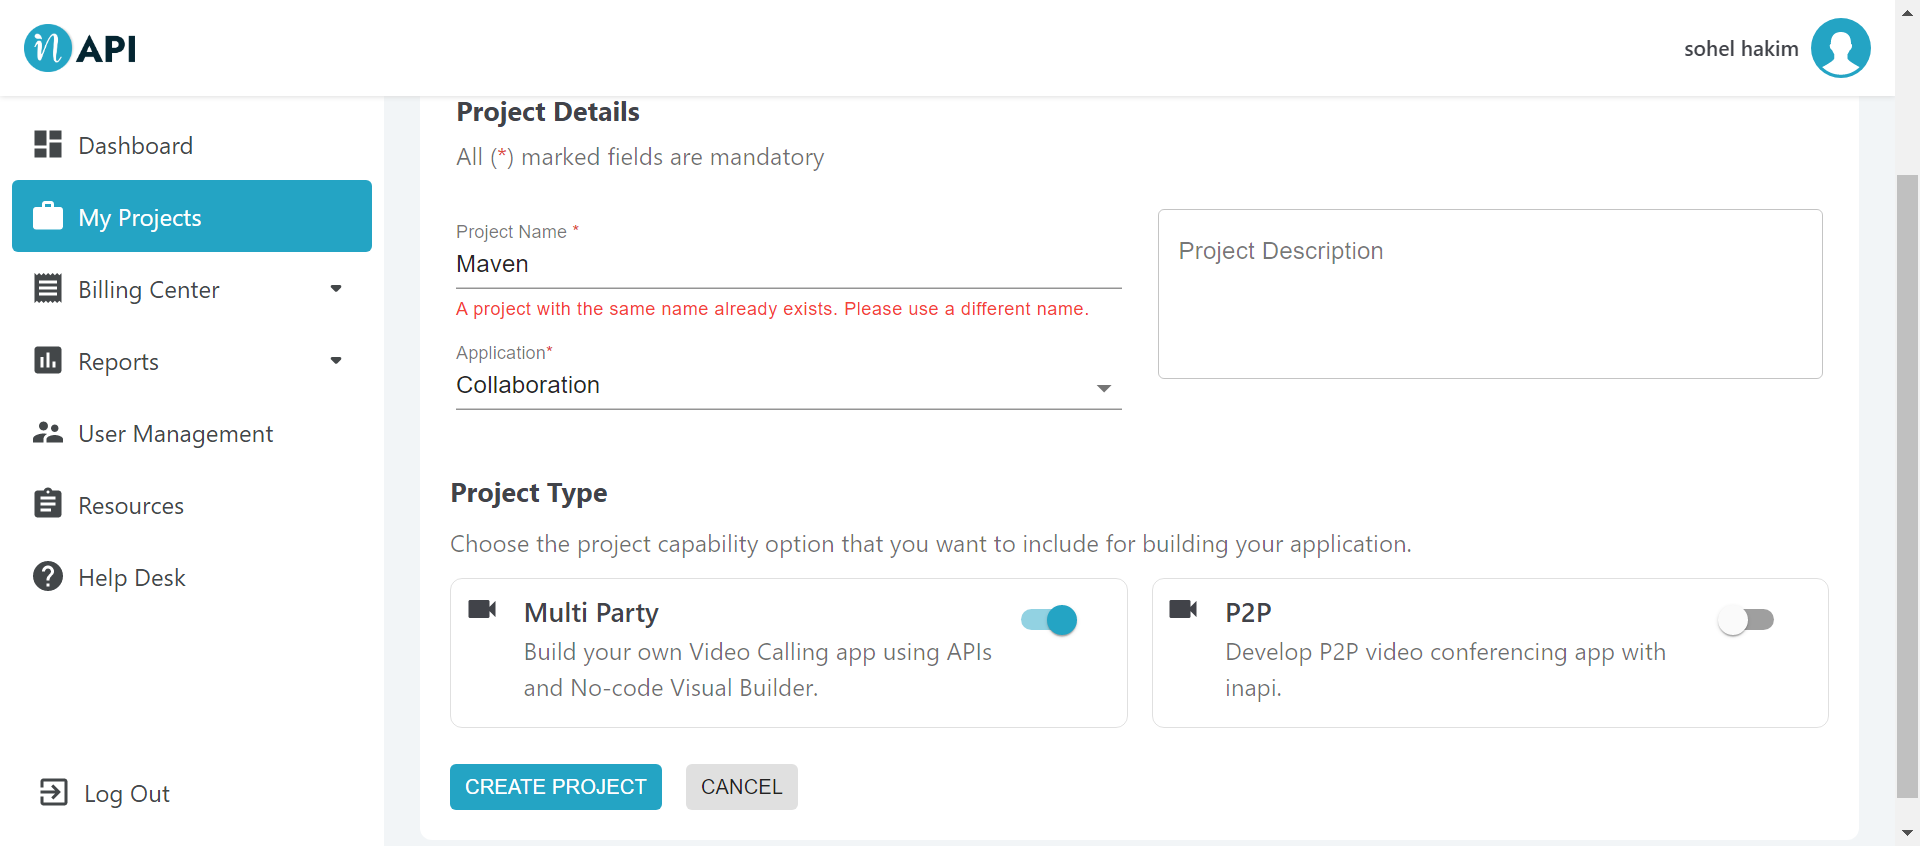 in API
sohel hakim
Dashboard
My Projects
Billing Center
Reports
User Management
Resources
Help Desk
Log Out
Project Details
All (*) marked fields are mandatory
Project Name *
Maven
A project with the same name already exists. Please use a different name.
Application*
Collaboration
Project Description
Project Type
Choose the project capability option that you want to include for building your application.
Multi Party
Build your own Video Calling app using APIs
and No-code Visual Builder.
P2P
Develop P2P video conferencing app with
inapi.
CREATE PROJECT
CANCEL